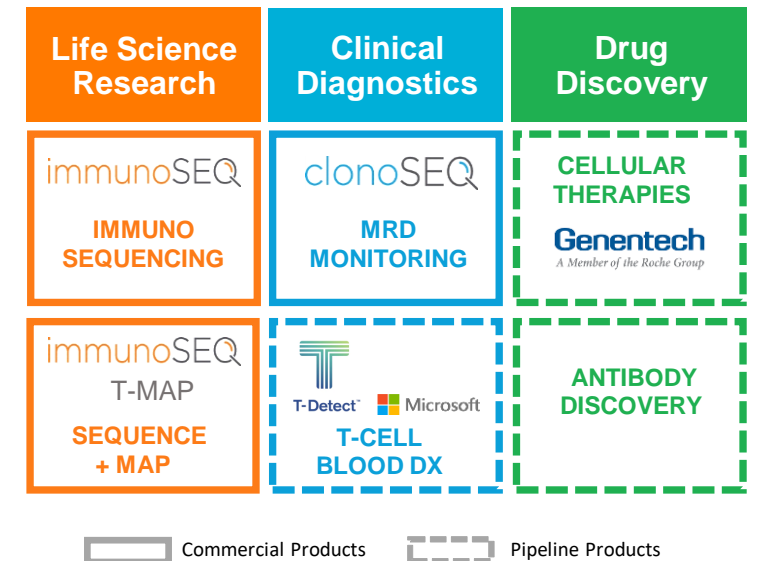 Life Science
Research
Clinical
Diagnostics
Drug
Discovery
immunoSEQ
IMMUNO
SEQUENCING
clonoSEQ
MRD
MONITORING
CELLULAR
THERAPIES
Genentech
A Member of the Roche Group
immunoSEQ
T-MAP
SEQUENCE
+ MAP
T-Detect™ Microsoft
T-CELL
BLOOD DX
ANTIBODY
DISCOVERY
Commercial Products
Pipeline Products